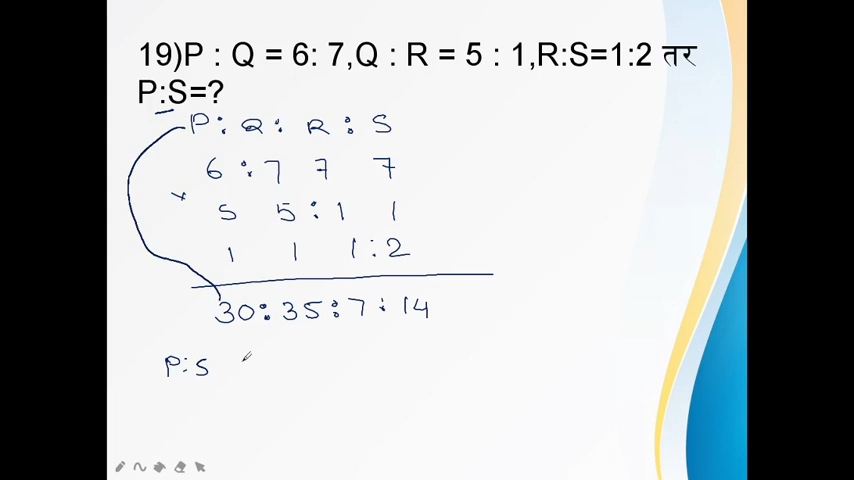 19)P : Q = 6: 7,Q : R = 5 : 1,R:S=1:2 तर
P:S=?
P : Q : R : S
6 : 7 7 7
× 5 5 : 1 1
1 1 1 : 2
30 : 35 : 7 : 14
P : S